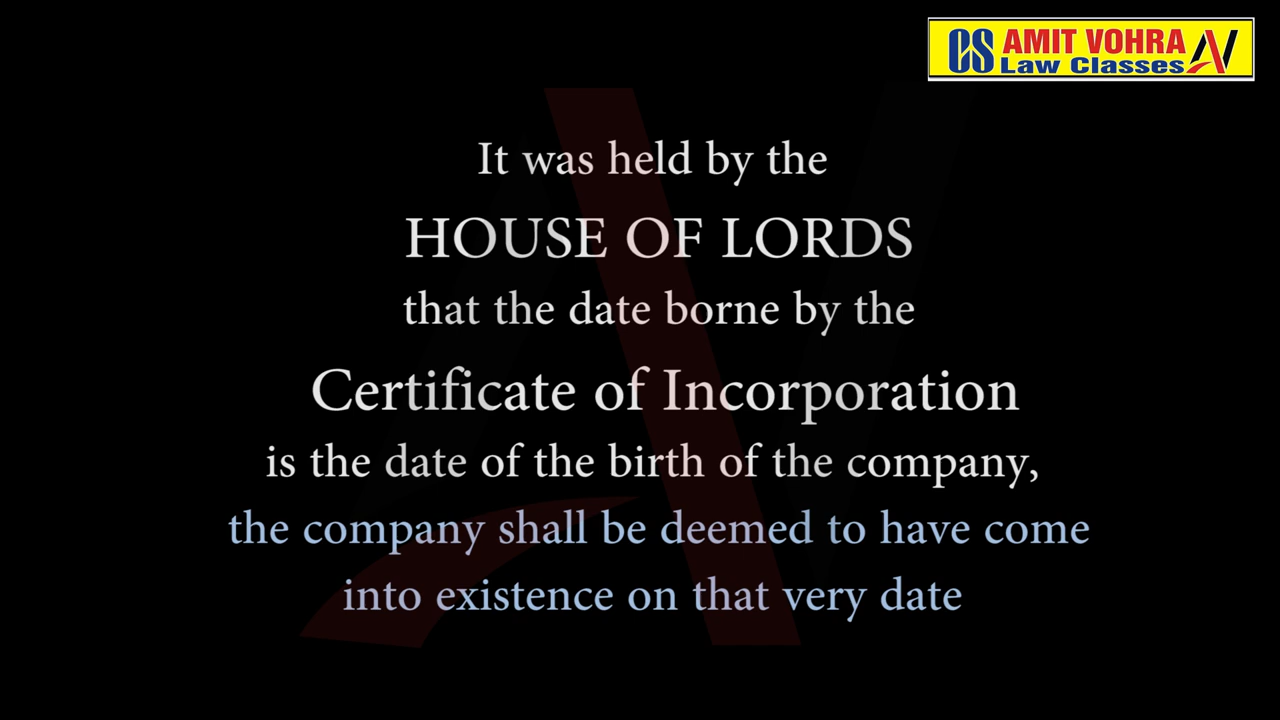 CS AMIT VOHRA
Law Classes AV
It was held by the
HOUSE OF LORDS
that the date borne by the
Certificate of Incorporation
is the date of the birth of the company,
the company shall be deemed to have come
into existence on that very date